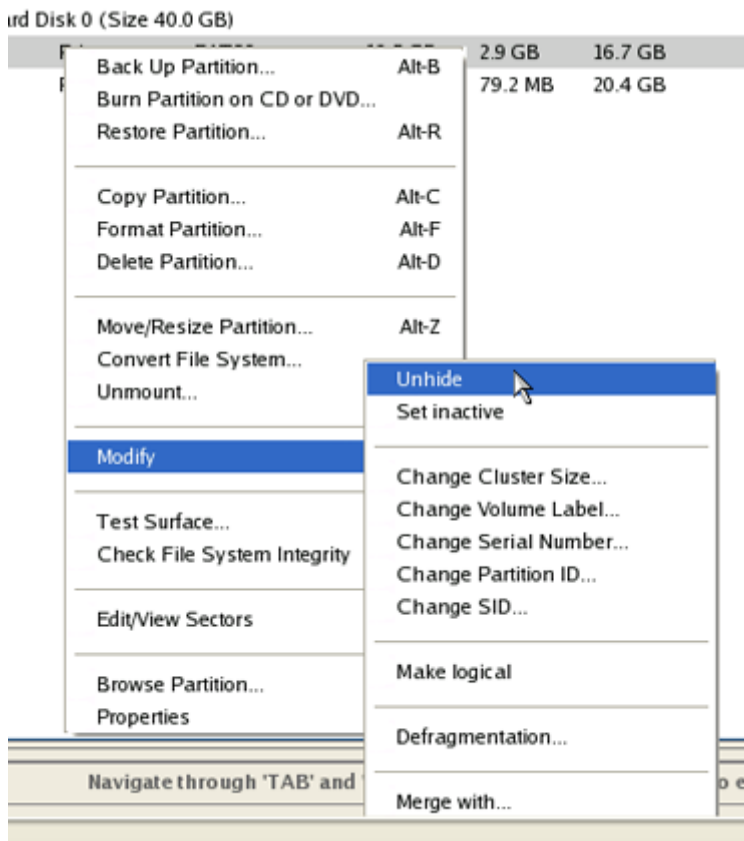 ard Disk 0 (Size 40.0 GB)
2.9 GB 16.7 GB
79.2 MB 20.4 GB
Back Up Partition... Alt-B
Burn Partition on CD or DVD...
Restore Partition... Alt-R
Copy Partition... Alt-C
Format Partition... Alt-F
Delete Partition... Alt-D
Move/Resize Partition... Alt-Z
Convert File System...
Unmount...
Modify
Test Surface...
Check File System Integrity
Edit/View Sectors
Browse Partition...
Properties
Unhide
Set inactive
Change Cluster Size...
Change Volume Label...
Change Serial Number...
Change Partition ID...
Change SID...
Make logical
Defragmentation...
Merge with...
Navigate through 'TAB' and